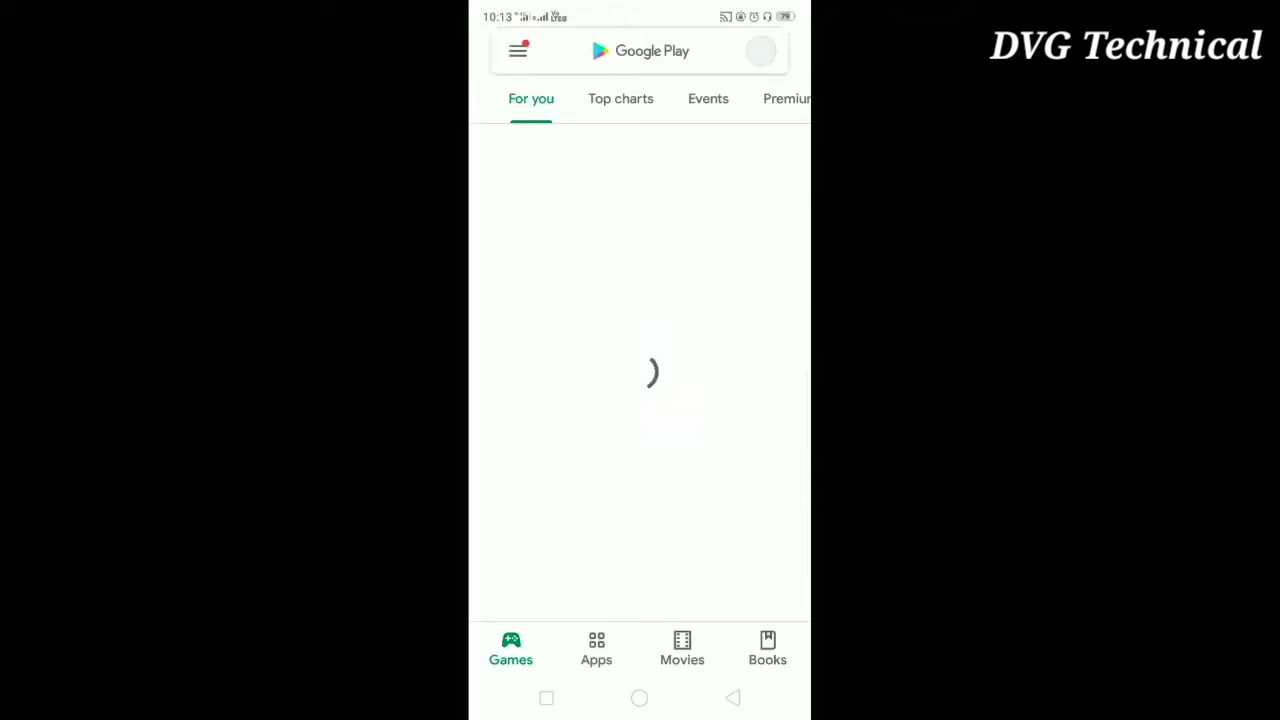 10:13
DVG Technical
Google Play
For you Top charts Events Premiur
Games Apps Movies Books